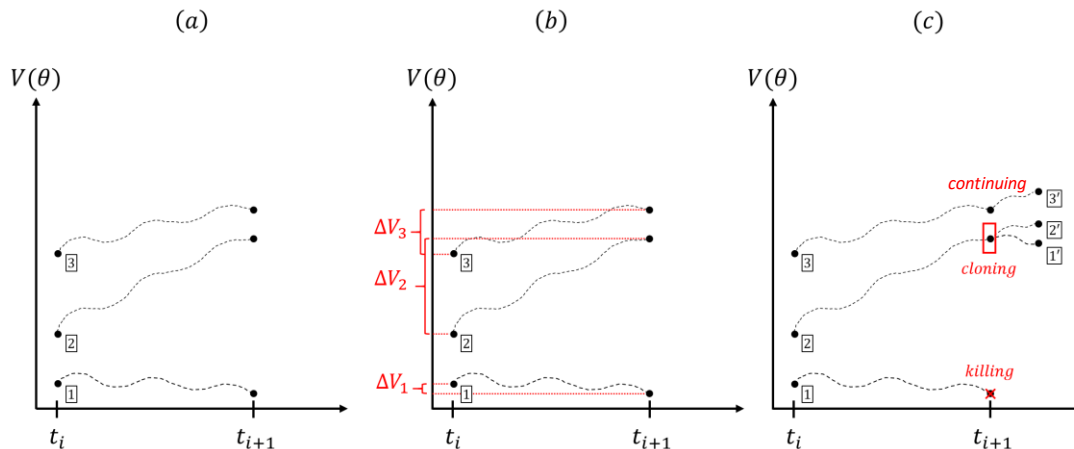 (a)
V(θ)
3
2
1
t_i
t_{i+1}
(b)
V(θ)
ΔV_3
3
ΔV_2
2
ΔV_1
1
t_i
t_{i+1}
(c)
V(θ)
continuing
3′
2′
1′
3
cloning
2
killing
1
t_i
t_{i+1}